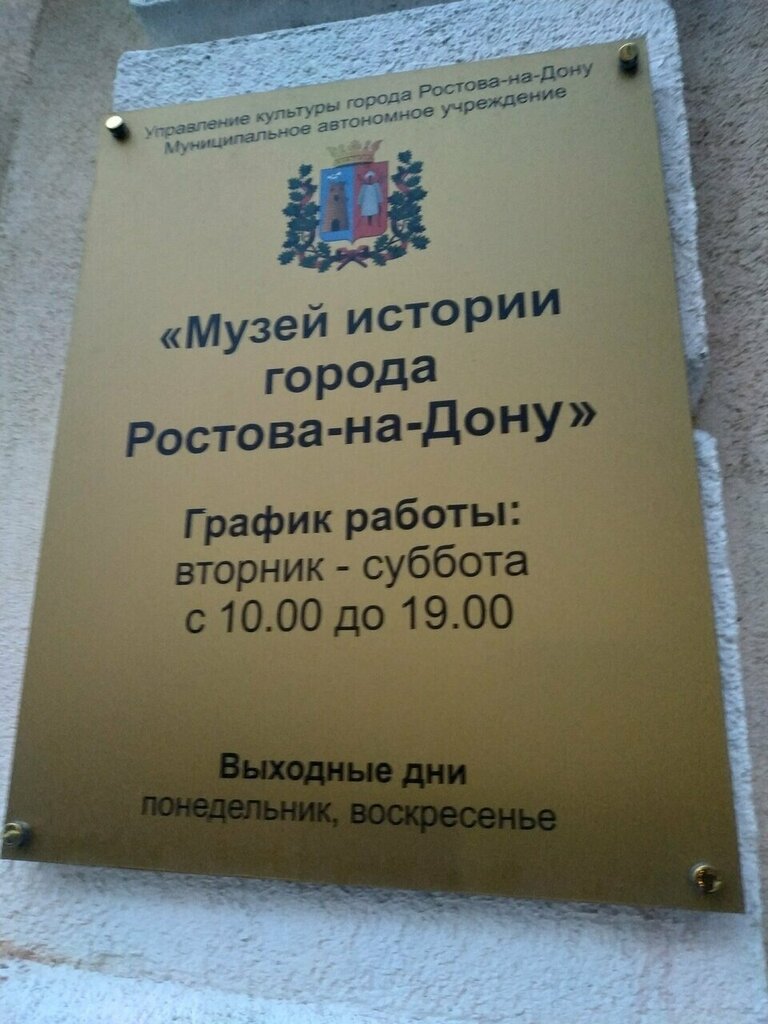 Управление культуры города Ростова-на-Дону
Муниципальное автономное учреждение
«Музей истории
города
Ростова-на-Дону»
График работы:
вторник - суббота
с 10.00 до 19.00
Выходные дни
понедельник, воскресенье